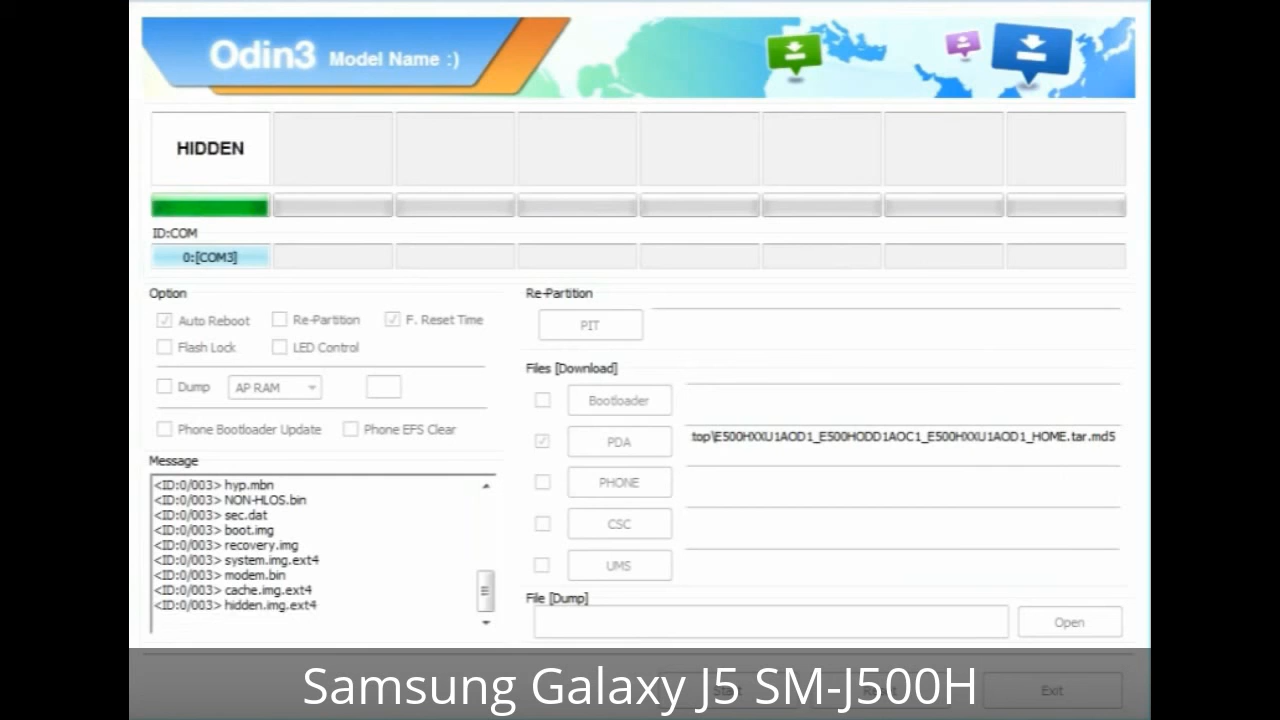 Odin3 Model Name :)
HIDDEN
ID:COM
0:[COM3]
Option
Auto Reboot Re-Partition F. Reset Time
Flash Lock LED Control
Dump AP RAM
Phone Bootloader Update Phone EFS Clear
Message
<ID:0/003> hyp.mbn
<ID:0/003> NON-HLOS.bin
<ID:0/003> sec.dat
<ID:0/003> boot.img
<ID:0/003> recovery.img
<ID:0/003> system.img.ext4
<ID:0/003> modem.bin
<ID:0/003> cache.img.ext4
<ID:0/003> hidden.img.ext4
Re-Partition
PIT
Files [Download]
Bootloader
PDA top\E500HXXU1AOD1_E500HODD1AOC1_E500HXXU1AOD1_HOME.tar.md5
PHONE
CSC
UMS
File [Dump]
Open
Exit
Samsung Galaxy J5 SM-J500H